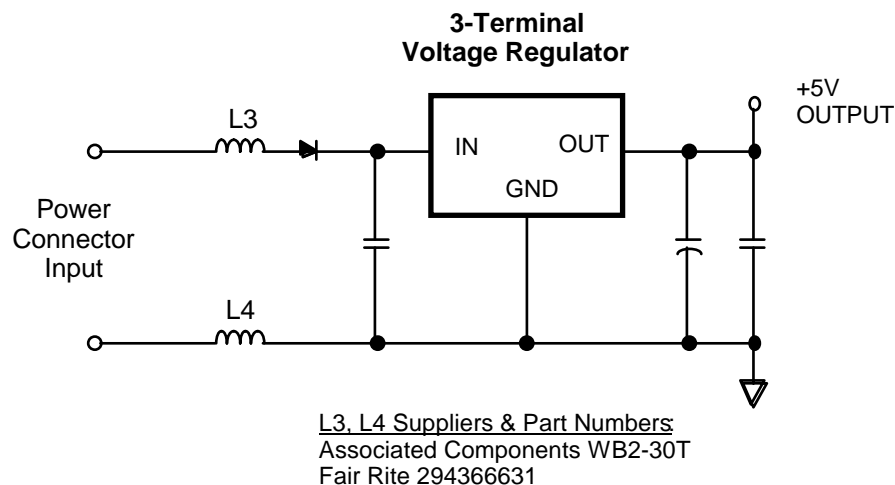 3-Terminal
Voltage Regulator
+5V
OUTPUT
L3
IN
OUT
GND
Power
Connector
Input
L4
L3, L4 Suppliers & Part Numbers:
Associated Components WB2-30T
Fair Rite 294366631